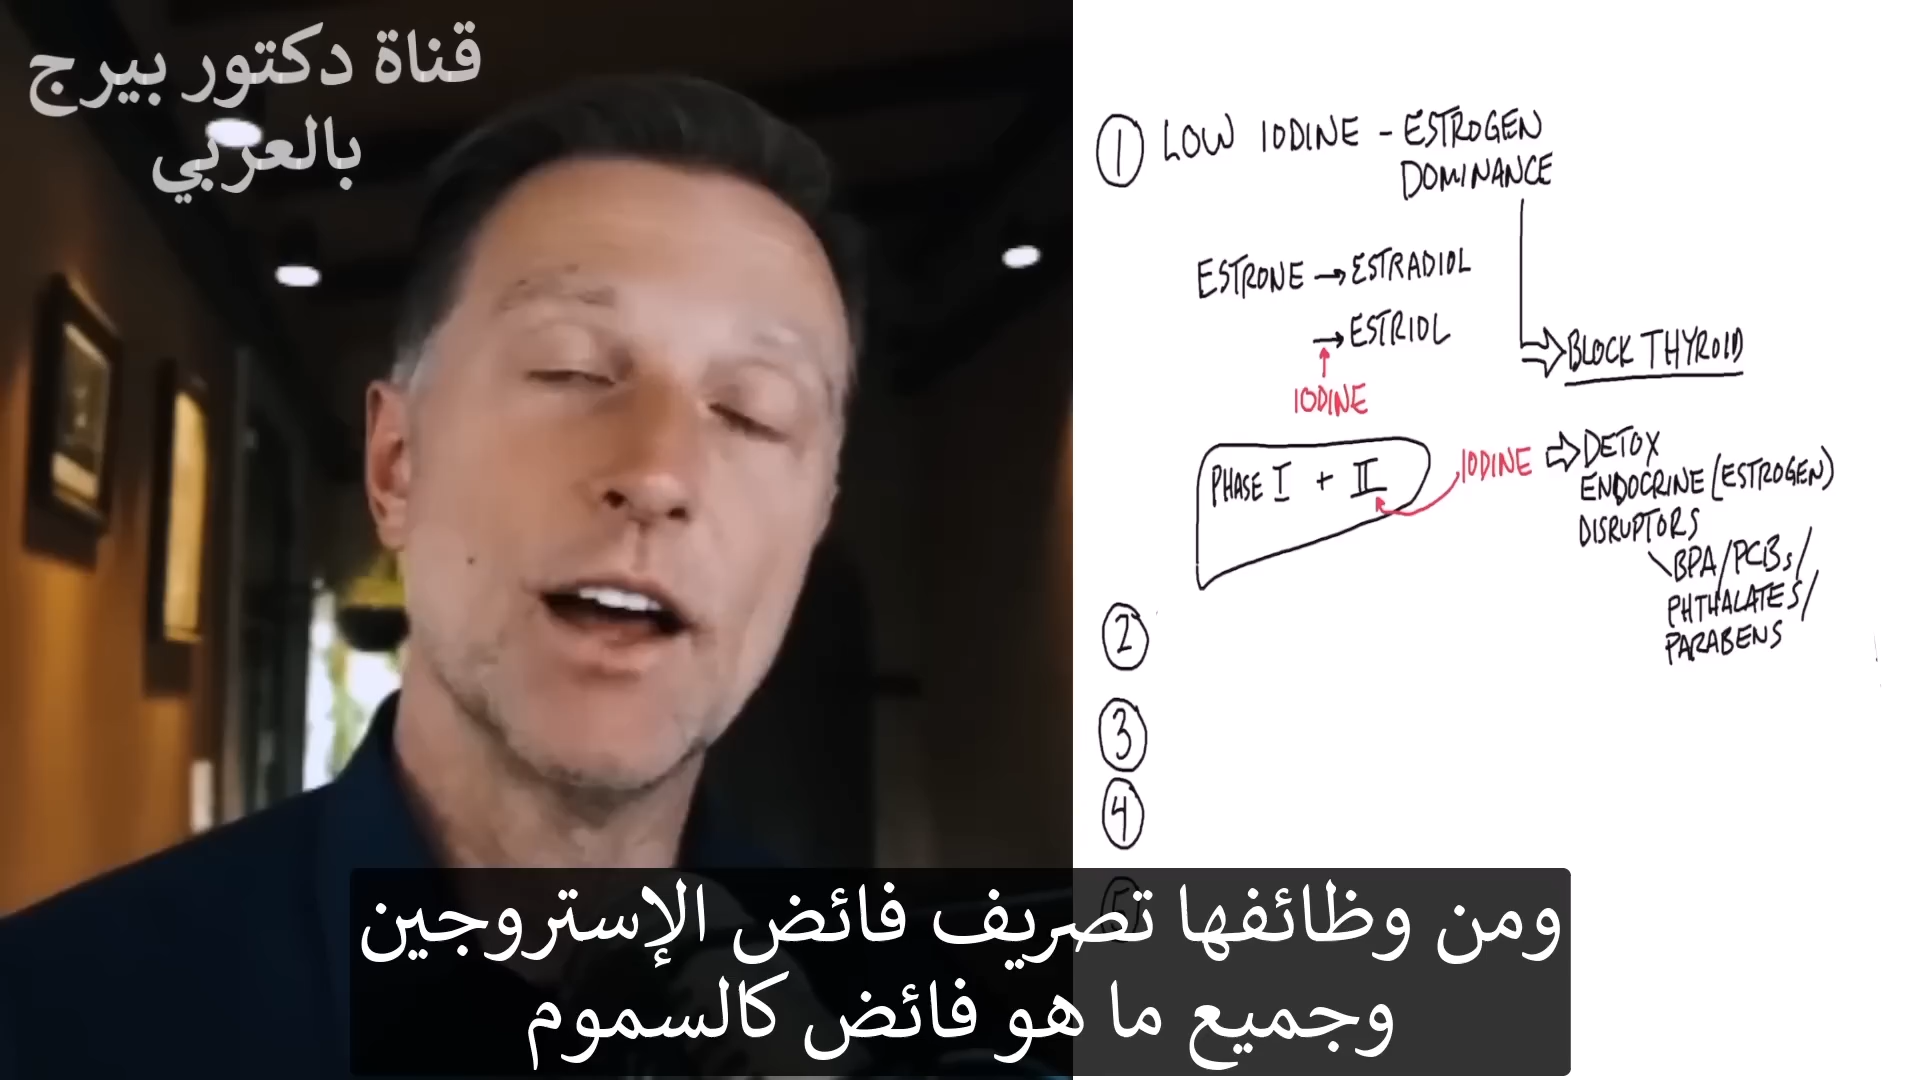 قناة دكتور بيرج
بالعربي
① LOW IODINE - ESTROGEN
DOMINANCE
ESTRONE → ESTRADIOL
→ ESTRIOL
IODINE
⇒ BLOCK THYROID
PHASE I + II
IODINE ⇒ DETOX
ENDOCRINE (ESTROGEN)
DISRUPTORS
BPA/PCBs/
PHTHALATES/
PARABENS
②
③
④
⑤
ومن وظائفها تصريف فائض الإستروجين
وجميع ما هو فائض كالسموم